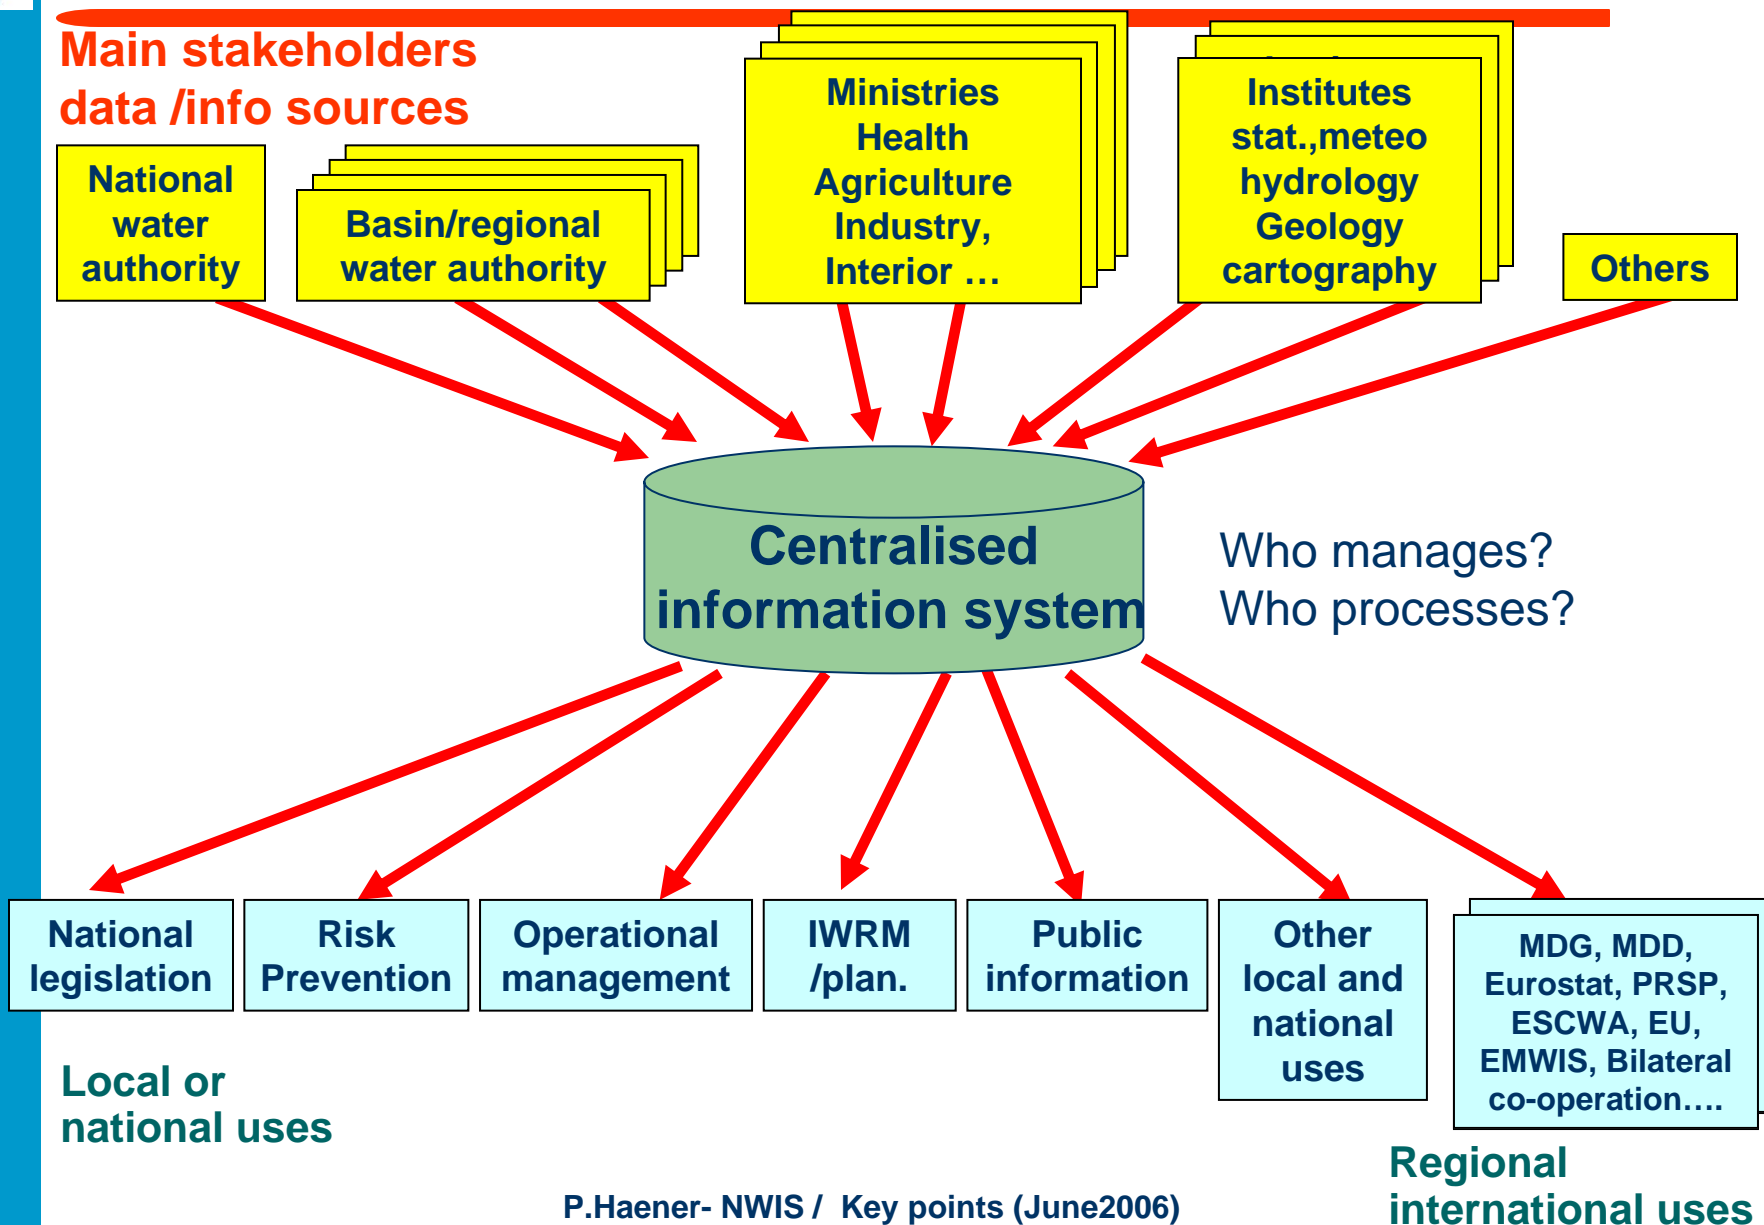 Main stakeholders
data /info sources
National
water
authority
Basin/regional
water authority
Ministries
Health
Agriculture
Industry,
Interior …
Institutes
stat.,meteo
hydrology
Geology
cartography
Others
Centralised
information system
Who manages?
Who processes?
National
legislation
Risk
Prevention
Operational
management
IWRM
/plan.
Public
information
Other
local and
national
uses
MDG, MDD,
Eurostat, PRSP,
ESCWA, EU,
EMWIS, Bilateral
co-operation….
Local or
national uses
Regional
international uses
P.Haener- NWIS / Key points (June2006)